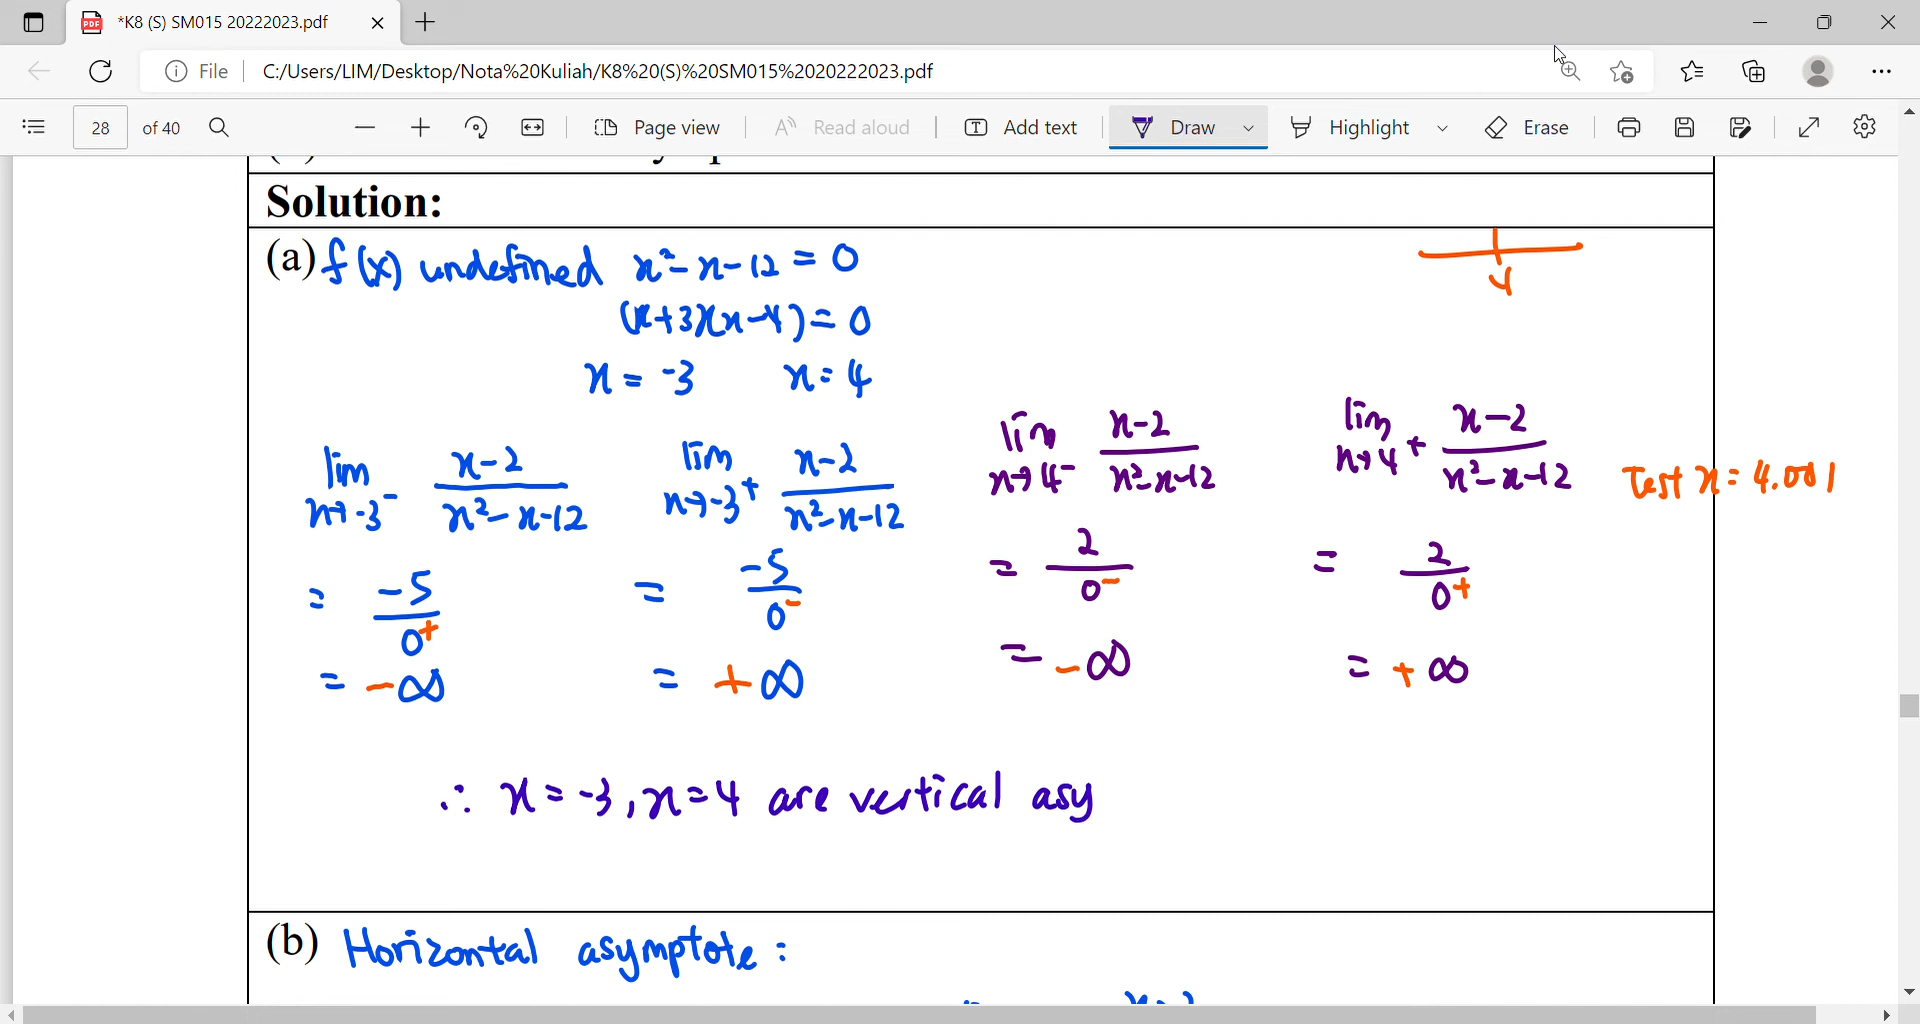 *K8 (S) SM015 20222023.pdf
File C:/Users/LIM/Desktop/Nota%20Kuliah/K8%20(S)%20SM015%2020222023.pdf
28 of 40 Page view Read aloud Add text Draw Highlight Erase
Solution:
(a) f(x) undefined x²-x-12 = 0
4
(x+3)(x-4) = 0
x = -3 x = 4
lim x→-3⁻ (x-2)/(x²-x-12) lim x→-3⁺ (x-2)/(x²-x-12) lim x→4⁻ (x-2)/(x²-x-12) lim x→4⁺ (x-2)/(x²-x-12) Test x = 4.001
= -5/0⁺ = -5/0⁻ = 2/0⁻ = 2/0⁺
= -∞ = +∞ = -∞ = +∞
∴ x = -3, x = 4 are vertical asy
(b) Horizontal asymptote :